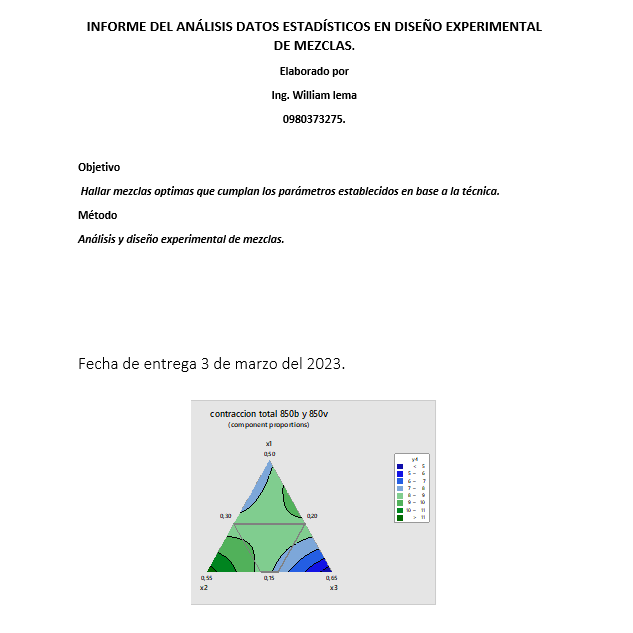 INFORME DEL ANÁLISIS DATOS ESTADÍSTICOS EN DISEÑO EXPERIMENTAL
DE MEZCLAS.
Elaborado por
Ing. William lema
0980373275.
Objetivo
Hallar mezclas optimas que cumplan los parámetros establecidos en base a la técnica.
Método
Análisis y diseño experimental de mezclas.
Fecha de entrega 3 de marzo del 2023.
contraccion total 850b y 850v
(component proportions)
x1
0,50
y4
< 5
5 – 6
6 – 7
7 – 8
8 – 9
9 – 10
10 – 11
> 11
0,30 0,20
0,55 0,15 0,65
x2 x3